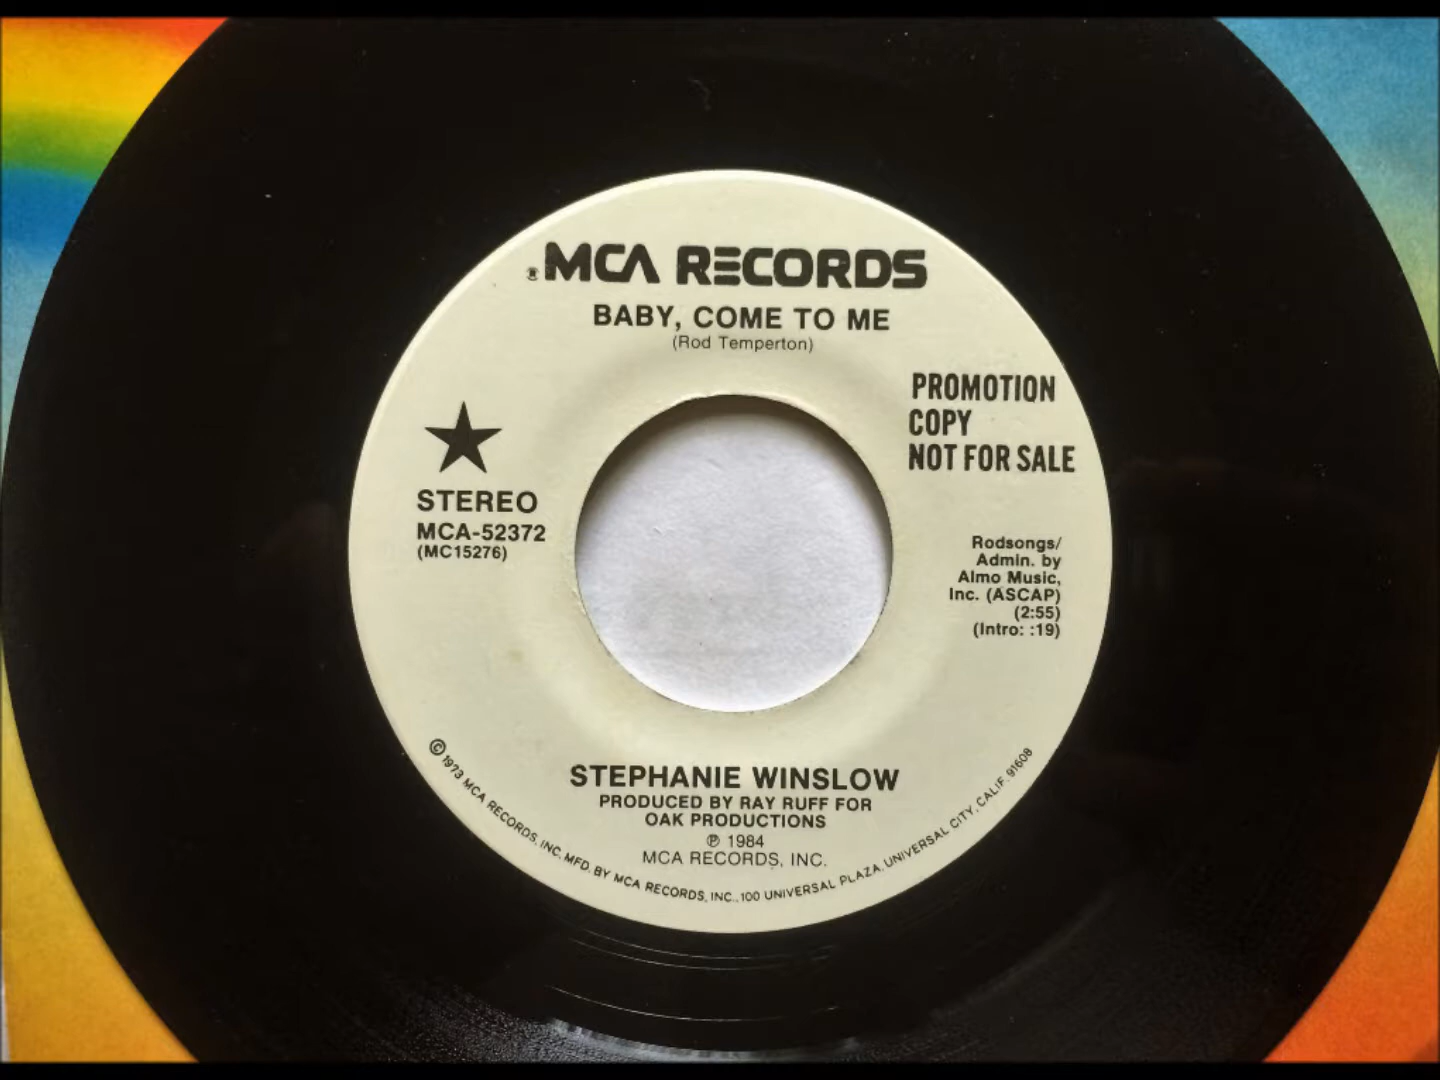 ® MCA RECORDS
BABY, COME TO ME
(Rod Temperton)
PROMOTION
COPY
NOT FOR SALE
STEREO
MCA-52372
(MC15276)
Rodsongs/
Admin. by
Almo Music,
Inc. (ASCAP)
(2:55)
(Intro: :19)
STEPHANIE WINSLOW
PRODUCED BY RAY RUFF FOR
OAK PRODUCTIONS
℗ 1984
MCA RECORDS, INC.
© 1973 MCA RECORDS, INC. MFD. BY MCA RECORDS, INC., 100 UNIVERSAL PLAZA, UNIVERSAL CITY, CALIF. 91608